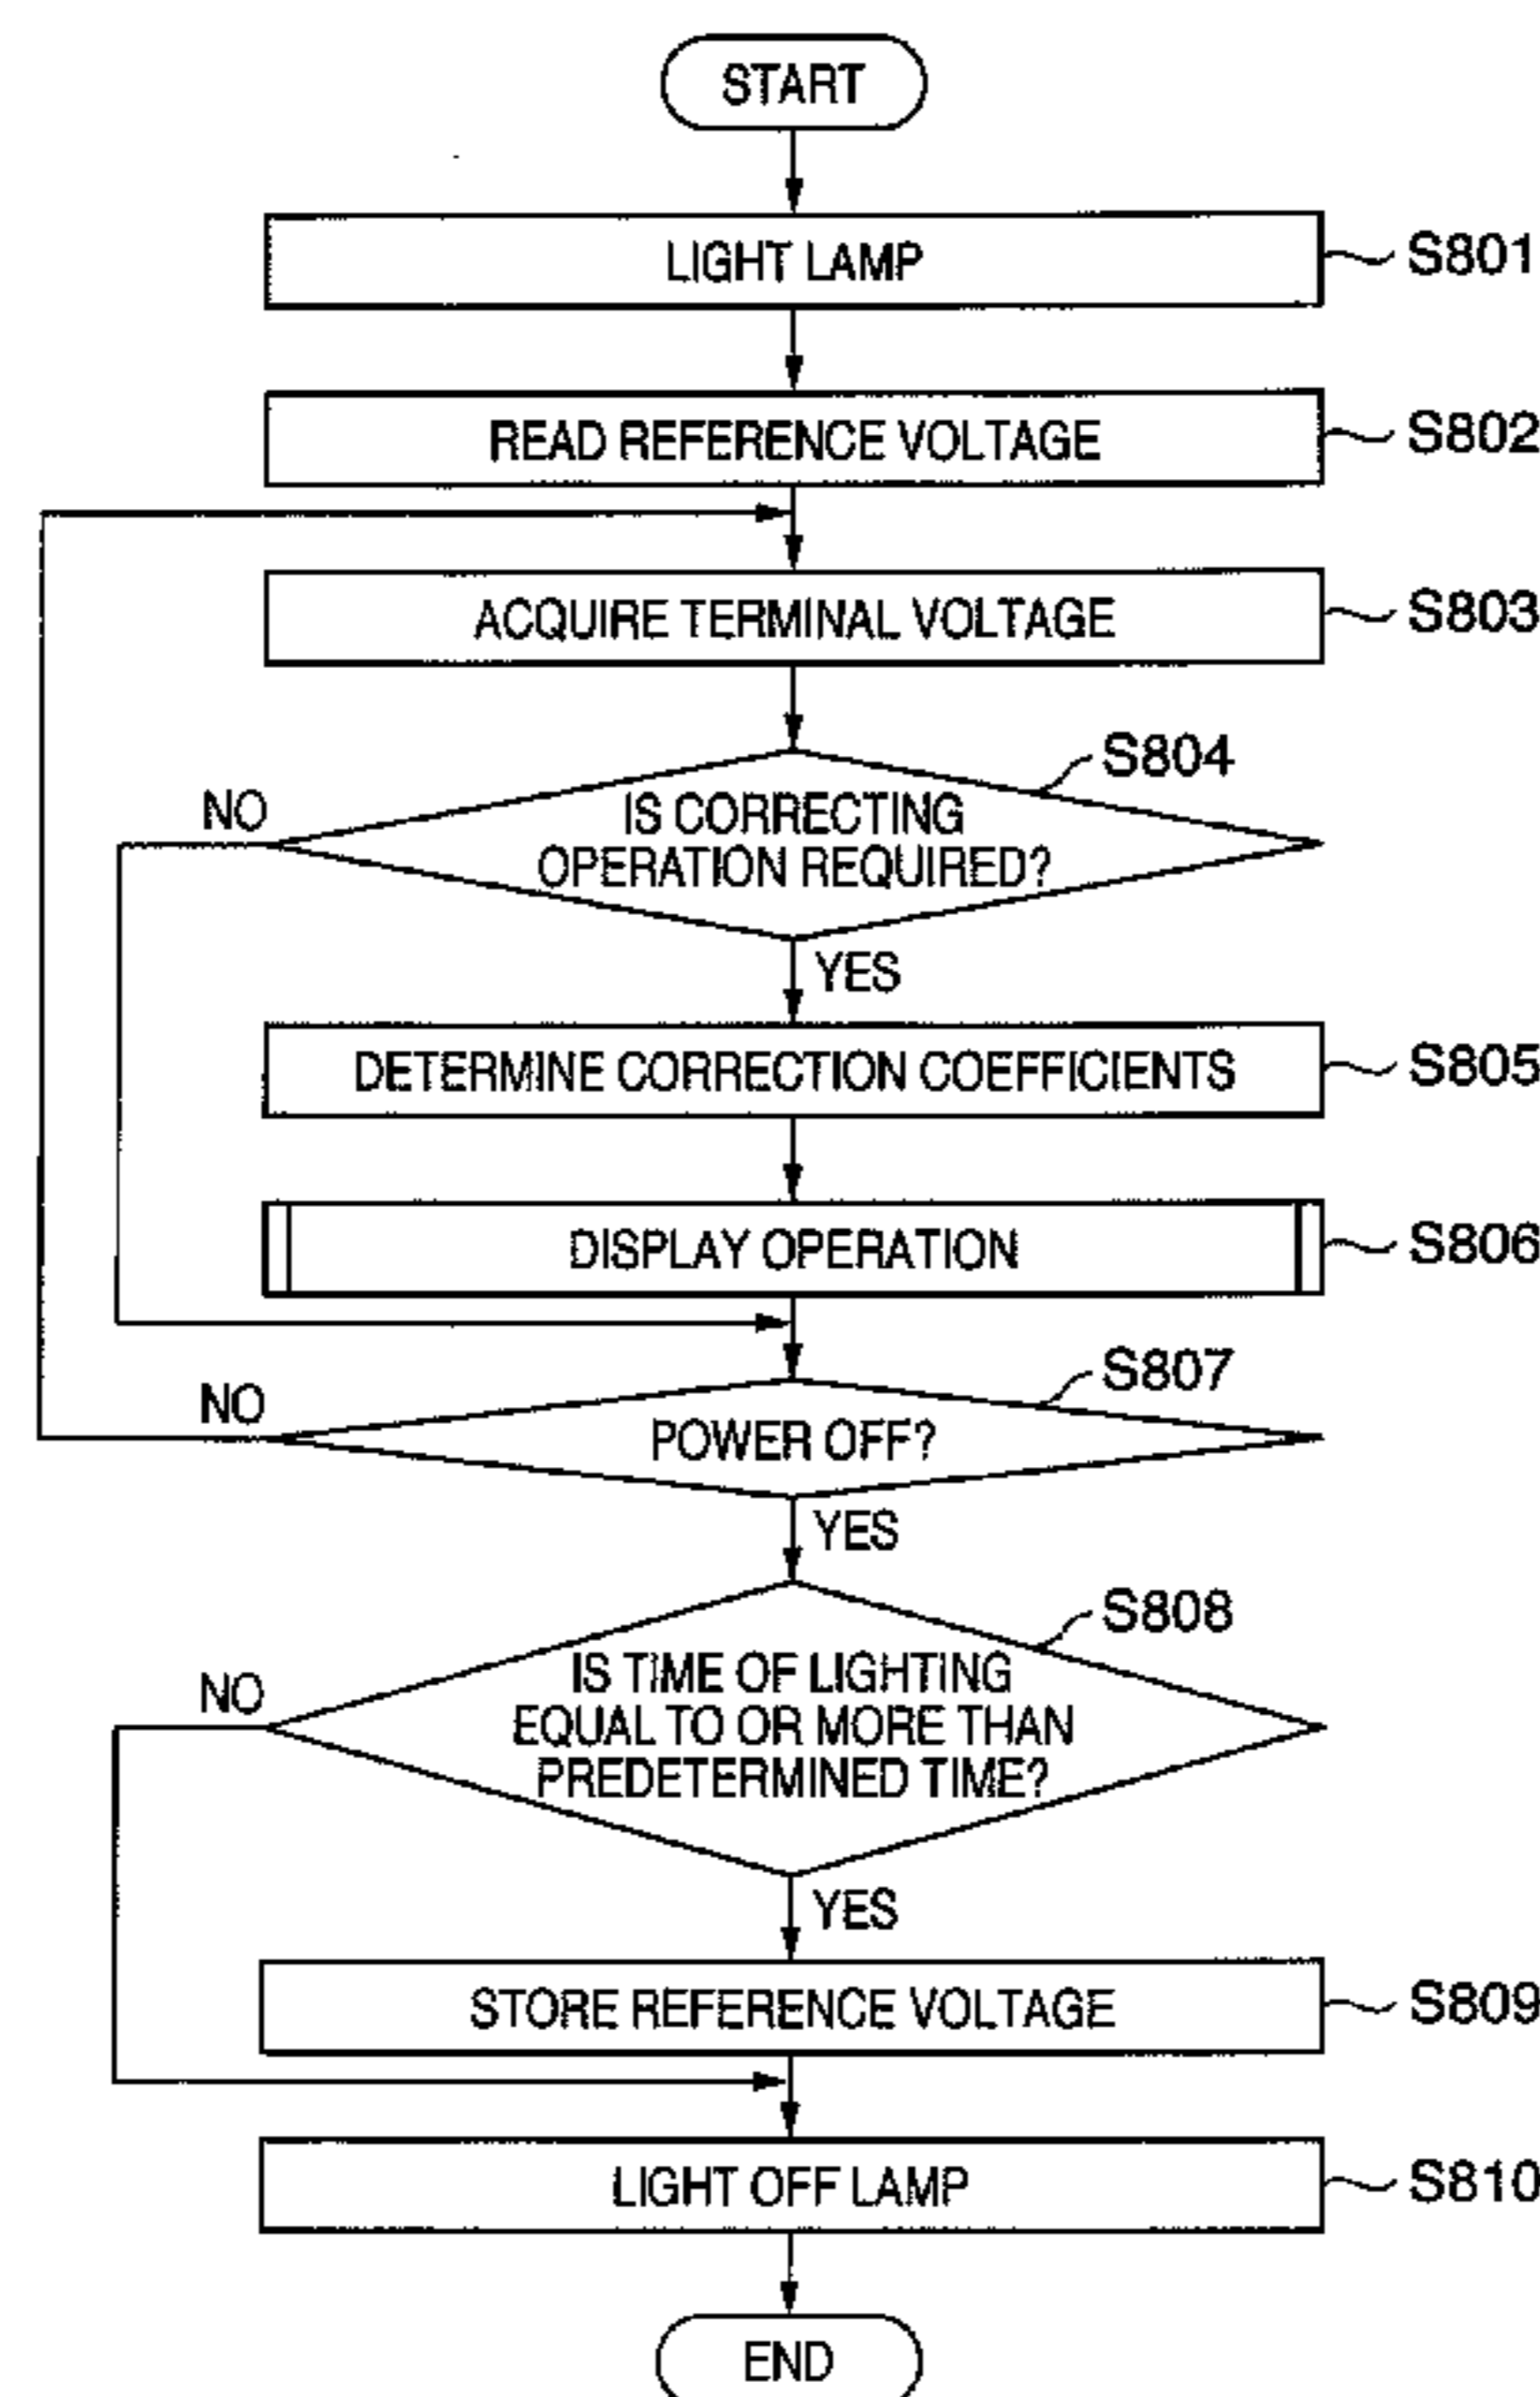 START
LIGHT LAMP
S801
READ REFERENCE VOLTAGE
S802
ACQUIRE TERMINAL VOLTAGE
S803
S804
NO
IS CORRECTING
OPERATION REQUIRED?
YES
DETERMINE CORRECTION COEFFICIENTS
S805
DISPLAY OPERATION
S806
S807
NO
POWER OFF?
YES
S808
NO
IS TIME OF LIGHTING
EQUAL TO OR MORE THAN
PREDETERMINED TIME?
YES
STORE REFERENCE VOLTAGE
S809
LIGHT OFF LAMP
S810
END